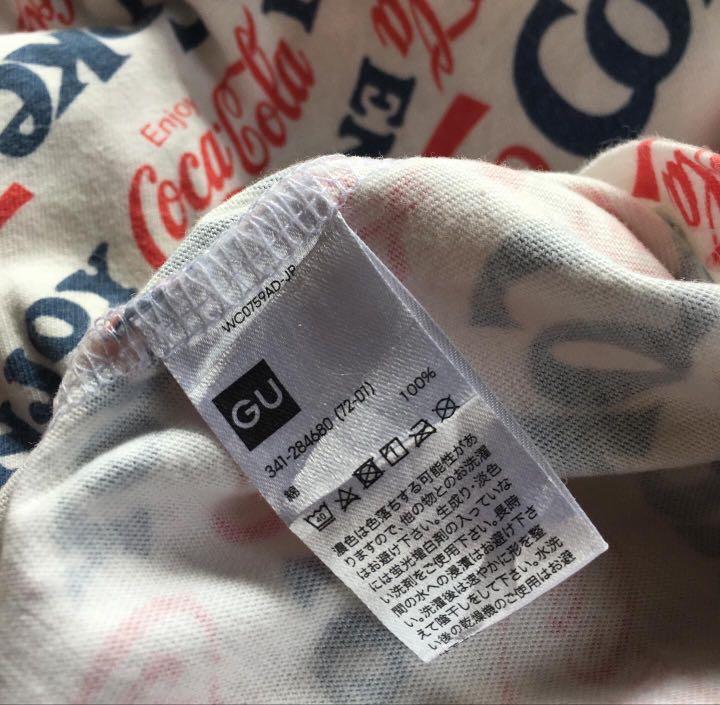 Enjoy
Coca-Cola
WC0759AD-JP
GU
341-284680 (72-01)
綿 100%
濃色は色落ちする可能性があ
りますので、他の物とのお洗濯
はお避け下さい。生成り・淡色
には蛍光増白剤の入っていな
い洗剤をご使用下さい。長時
間の水への浸漬はお避け下さ
い。洗濯後は速やかに形を整
えて陰干しをして下さい。水洗
い後の乾燥機のご使用はお避